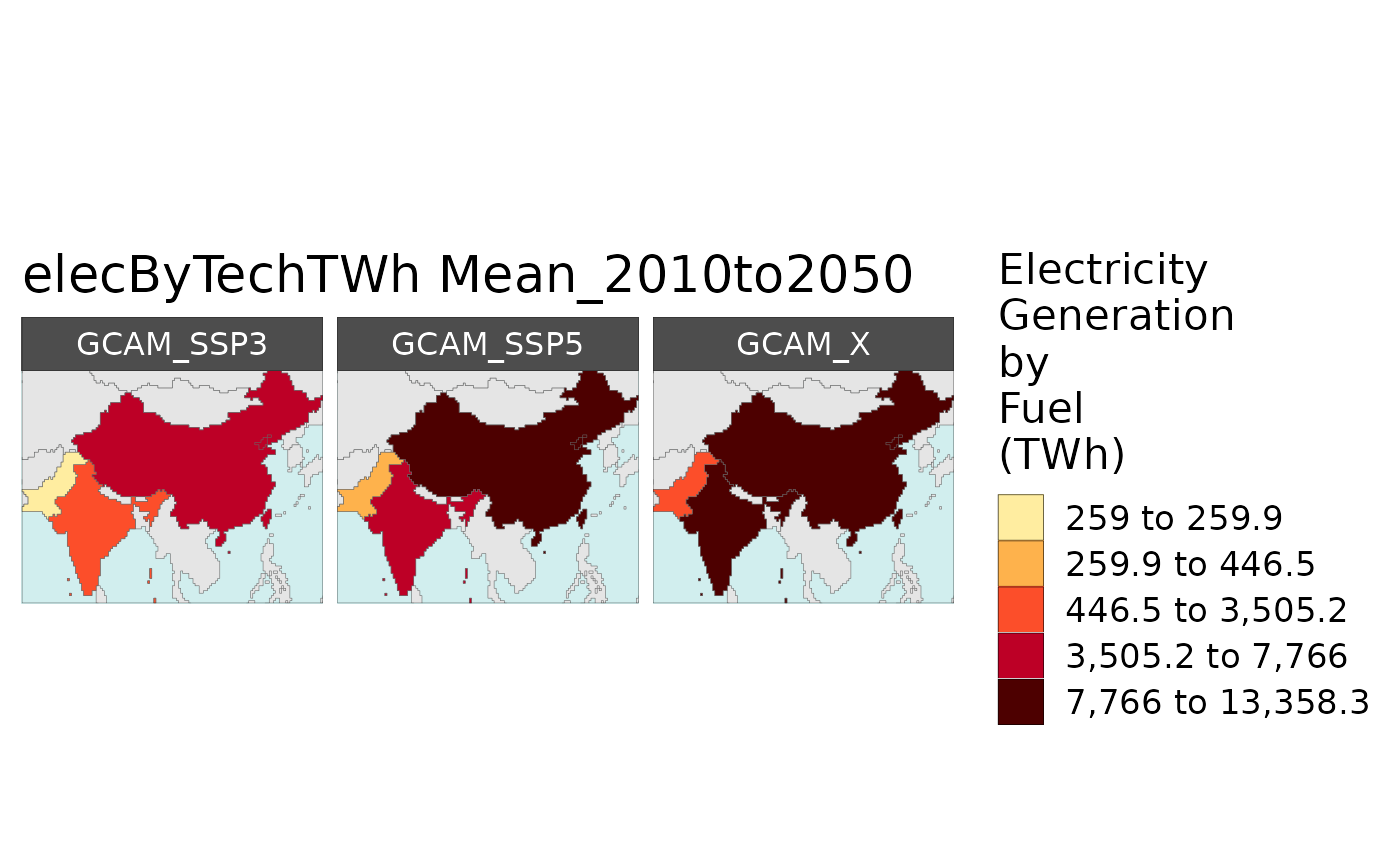 elecByTechTWh Mean_2010to2050
GCAM_SSP3
GCAM_SSP5
GCAM_X
Electricity
Generation
by
Fuel
(TWh)
259 to 259.9
259.9 to 446.5
446.5 to 3,505.2
3,505.2 to 7,766
7,766 to 13,358.3